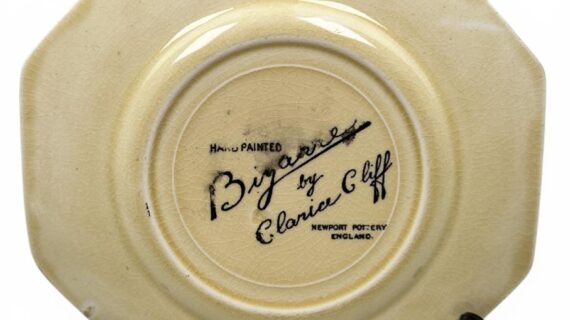 HAND PAINTED
Bizarre
by
Clarice Cliff
NEWPORT POTTERY
ENGLAND.